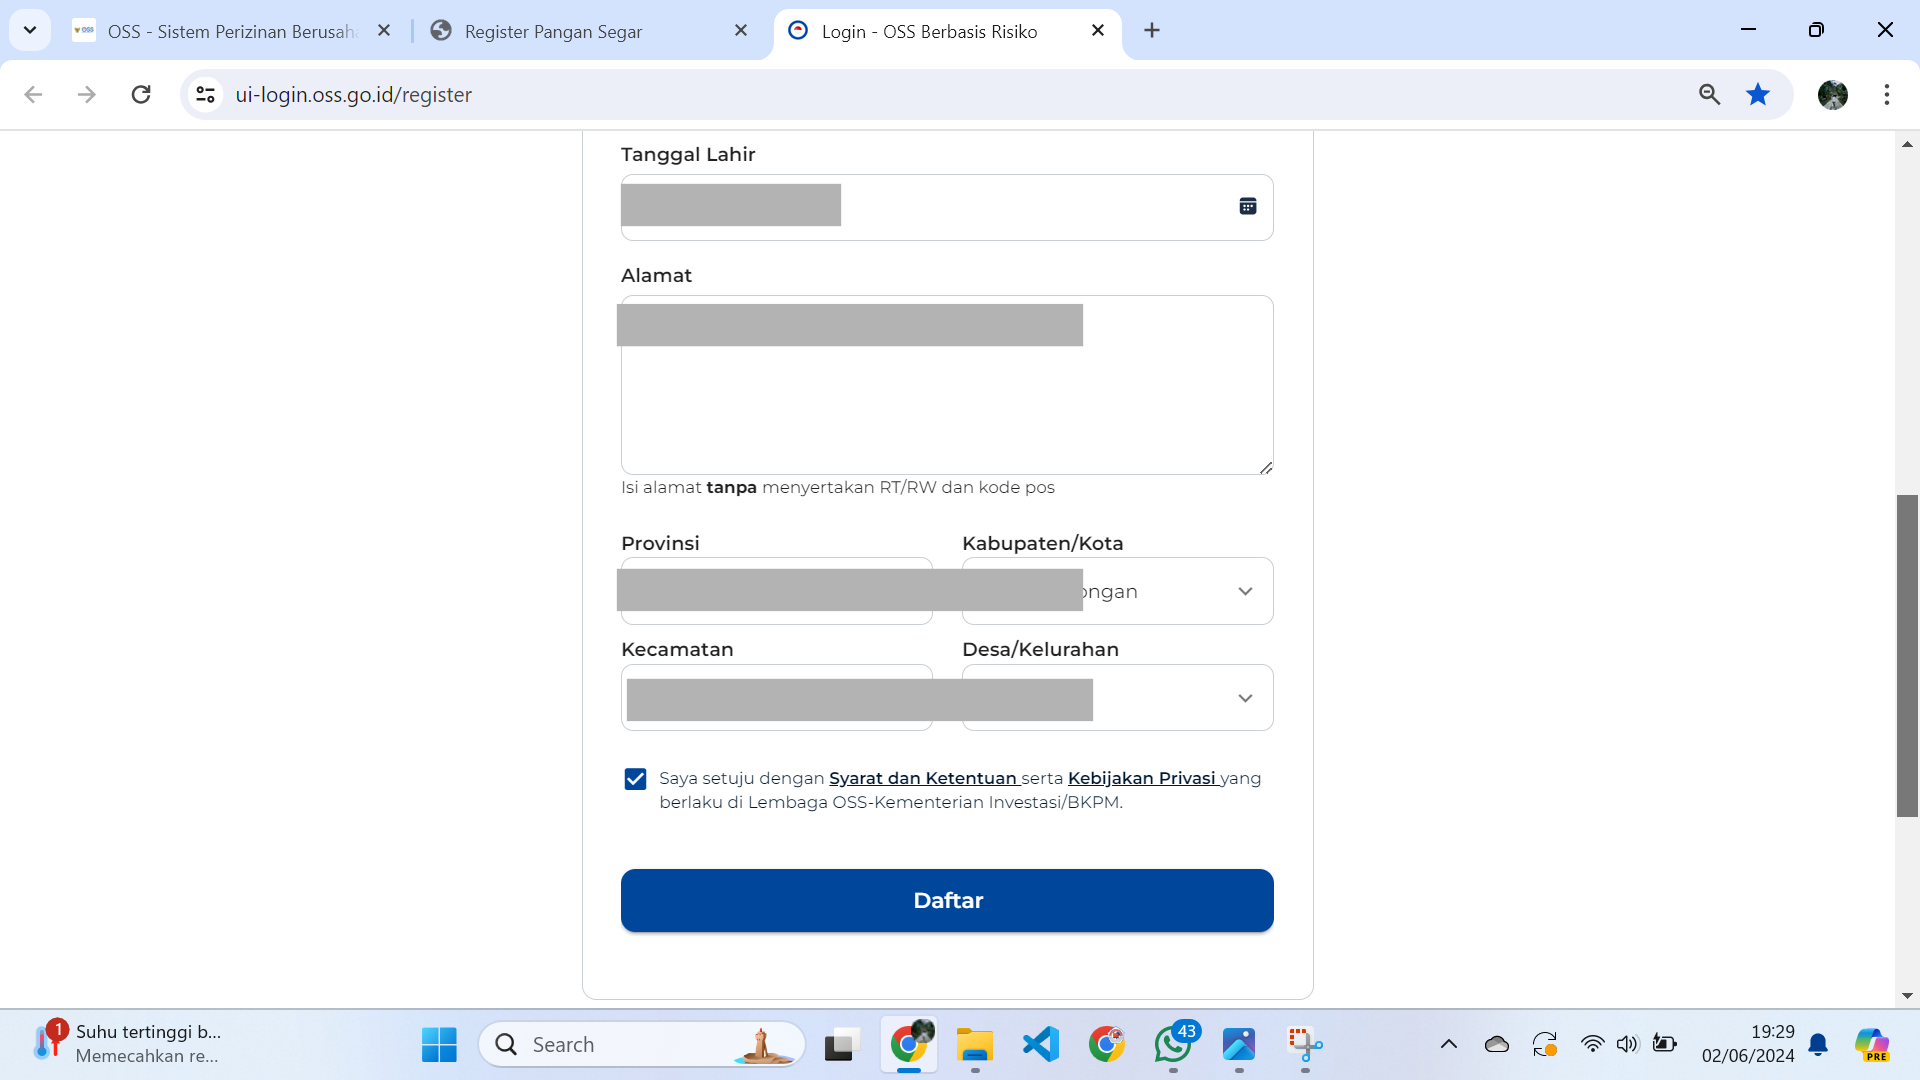 OSS - Sistem Perizinan Berusah
Register Pangan Segar
Login - OSS Berbasis Risiko
ui-login.oss.go.id/register
Tanggal Lahir
Alamat
Isi alamat tanpa menyertakan RT/RW dan kode pos
Provinsi
Kabupaten/Kota
ongan
Kecamatan
Desa/Kelurahan
Saya setuju dengan Syarat dan Ketentuan serta Kebijakan Privasi yang
berlaku di Lembaga OSS-Kementerian Investasi/BKPM.
Daftar
1
Suhu tertinggi b...
Memecahkan re...
Search
43
19:29
02/06/2024
PRE